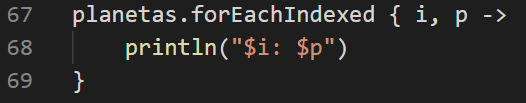 67 planetas.forEachIndexed { i, p ->
68     println("$i: $p")
69 }